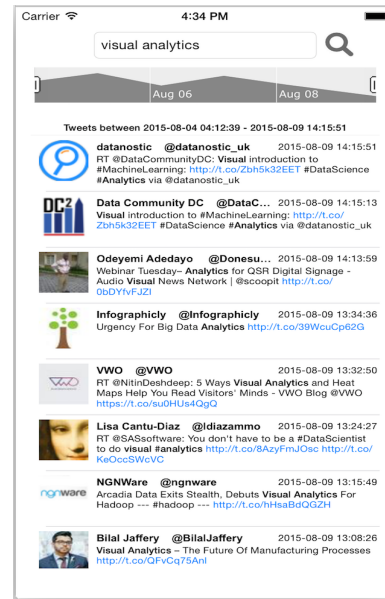 Carrier 4:34 PM
visual analytics
Aug 06 Aug 08
Tweets between 2015-08-04 04:12:39 - 2015-08-09 14:15:51
datanostic @datanostic_uk 2015-08-09 14:15:51
RT @DataCommunityDC: Visual introduction to
#MachineLearning: http://t.co/Zbh5k32EET #DataScience
#Analytics via @datanostic_uk
DC2
Data Community DC @DataC... 2015-08-09 14:15:13
Visual introduction to #MachineLearning: http://t.co/
Zbh5k32EET #DataScience #Analytics via @datanostic_uk
Odeyemi Adedayo @Donesu... 2015-08-09 14:13:59
Webinar Tuesday– Analytics for QSR Digital Signage -
Audio Visual News Network | @scoopit http://t.co/
0bDYfvFJZI
Infographicly @Infographicly 2015-08-09 13:34:36
Urgency For Big Data Analytics http://t.co/39WcuCp62G
VWO
VWO @VWO 2015-08-09 13:32:50
RT @NitinDeshdeep: 5 Ways Visual Analytics and Heat
Maps Help You Read Visitors' Minds - VWO Blog @VWO
https://t.co/su0HUs4QgQ
Lisa Cantu-Diaz @ldiazammo 2015-08-09 13:24:27
RT @SASsoftware: You don't have to be a #DataScientist
to do visual #analytics http://t.co/8AzyFmJOsc http://t.co/
KeOccSWcVC
ngnware
NGNWare @ngnware 2015-08-09 13:15:49
Arcadia Data Exits Stealth, Debuts Visual Analytics For
Hadoop --- #hadoop --- http://t.co/hHsaBdQGZH
Bilal Jaffery @BilalJaffery 2015-08-09 13:08:26
Visual Analytics – The Future Of Manufacturing Processes
http://t.co/QFvCq75AnI